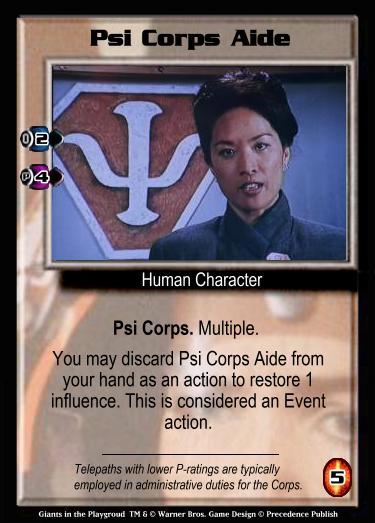 Psi Corps Aide
2
4
Human Character
Psi Corps. Multiple.
You may discard Psi Corps Aide from
your hand as an action to restore 1
influence. This is considered an Event
action.
Telepaths with lower P-ratings are typically
employed in administrative duties for the Corps.
5
Giants in the Playgroud TM & © Warner Bros. Game Design © Precedence Publish